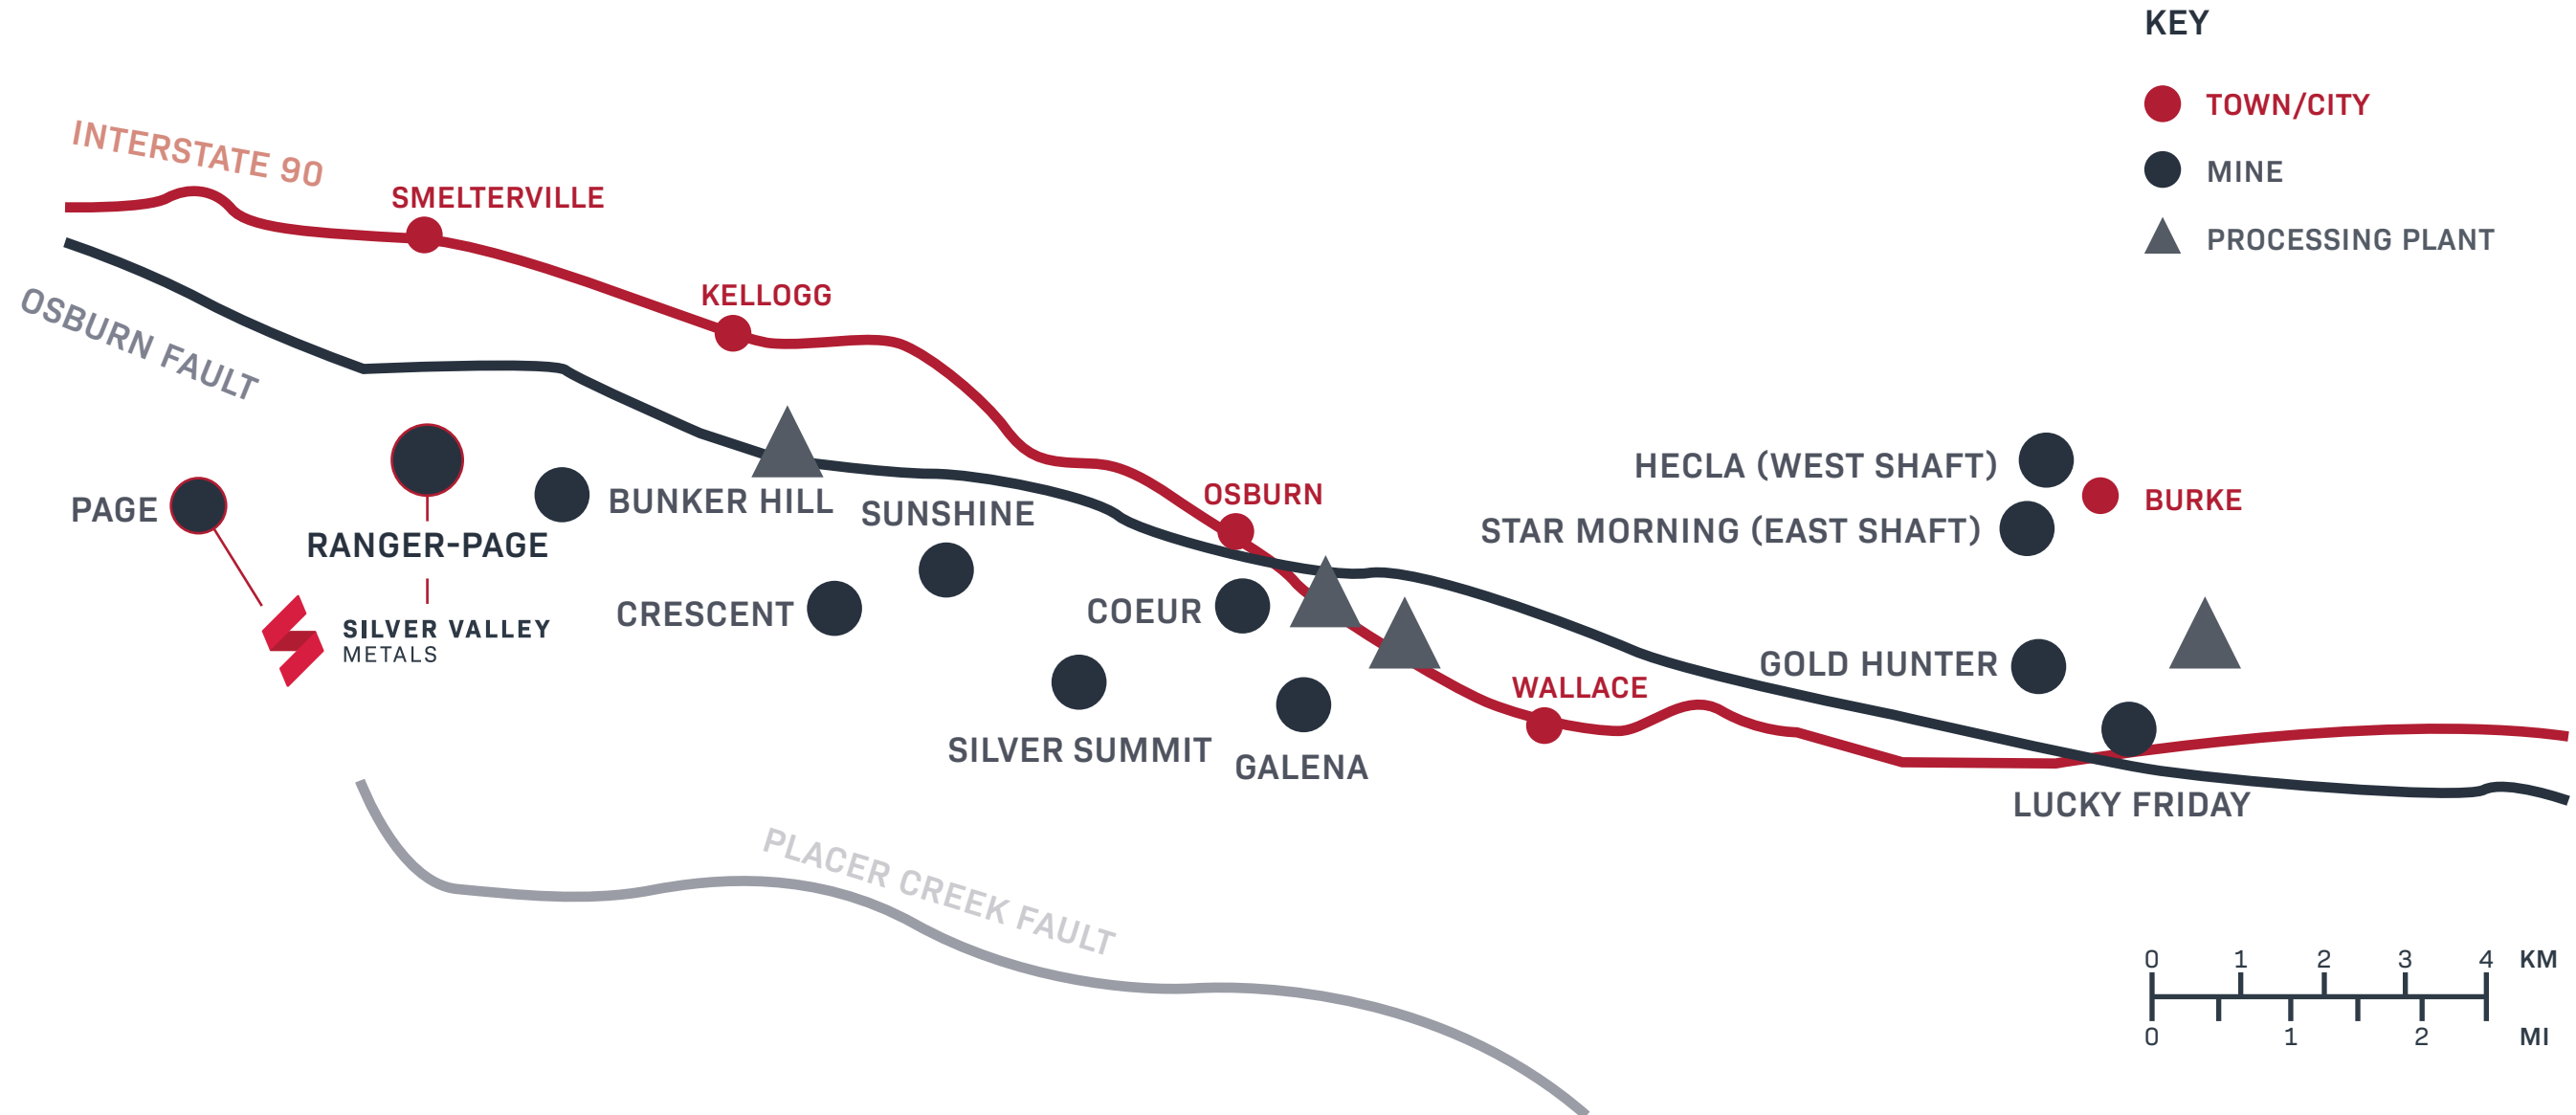 KEY
TOWN/CITY
MINE
PROCESSING PLANT
INTERSTATE 90
SMELTERVILLE
KELLOGG
OSBURN FAULT
PAGE
RANGER-PAGE
SILVER VALLEY
METALS
BUNKER HILL
SUNSHINE
CRESCENT
OSBURN
COEUR
SILVER SUMMIT
GALENA
WALLACE
HECLA (WEST SHAFT)
BURKE
STAR MORNING (EAST SHAFT)
GOLD HUNTER
LUCKY FRIDAY
PLACER CREEK FAULT
0 1 2 3 4 KM
0 1 2 MI